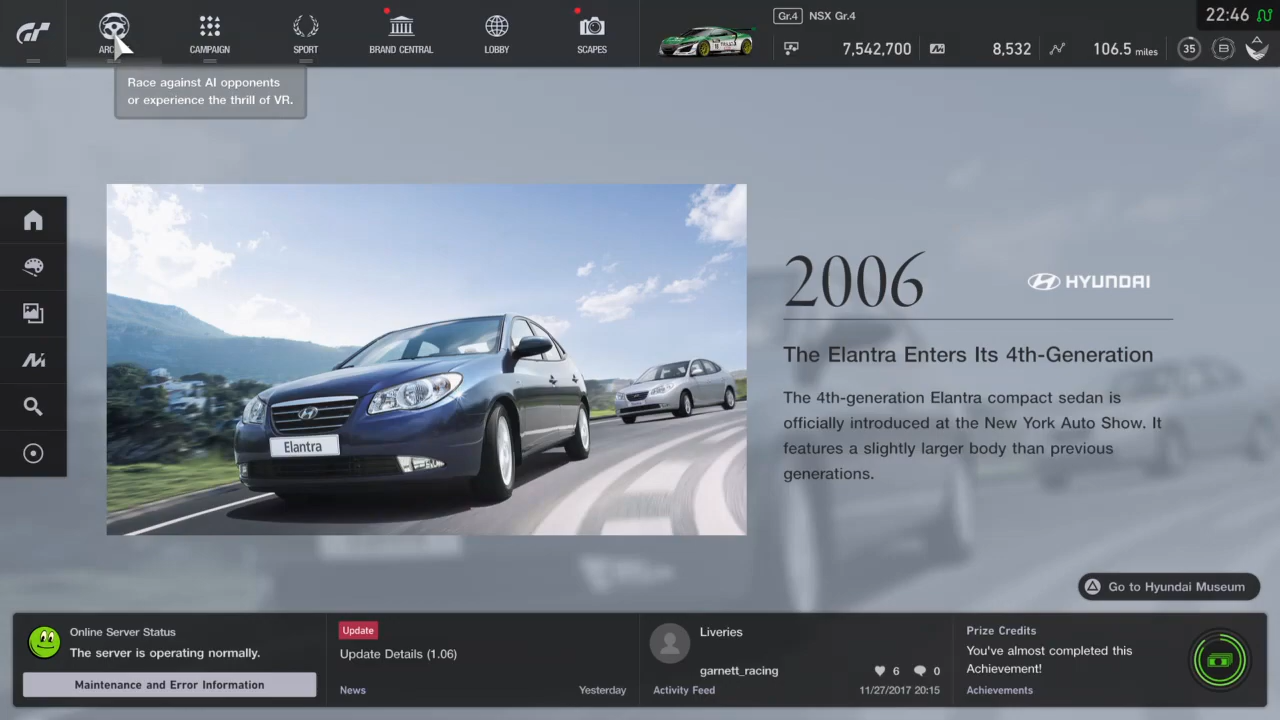 Gr.4 NSX Gr.4
22:46
ARC
CAMPAIGN
SPORT
BRAND CENTRAL
LOBBY
SCAPES
7,542,700
8,532
106.5 miles
35
B
Race against AI opponents
or experience the thrill of VR.
2006
HYUNDAI
The Elantra Enters Its 4th-Generation
The 4th-generation Elantra compact sedan is
officially introduced at the New York Auto Show. It
features a slightly larger body than previous
generations.
Elantra
Go to Hyundai Museum
Online Server Status
The server is operating normally.
Maintenance and Error Information
Update
Update Details (1.06)
News
Yesterday
Liveries
garnett_racing
6
0
Activity Feed
11/27/2017 20:15
Prize Credits
You've almost completed this
Achievement!
Achievements